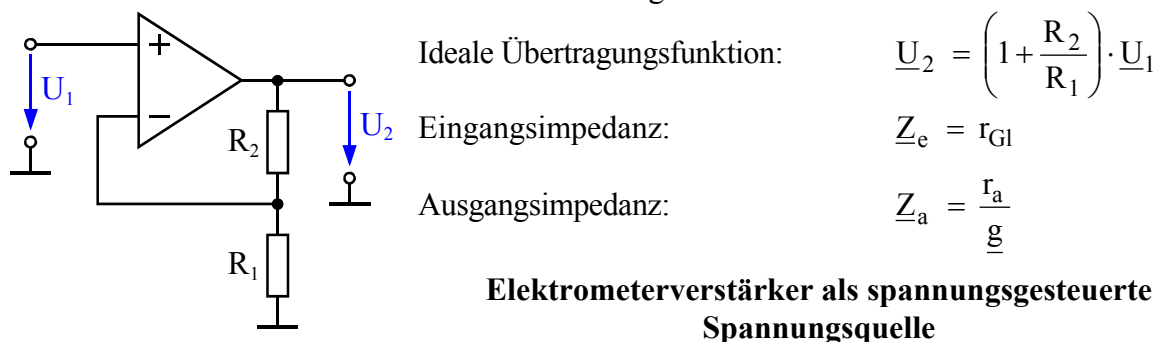 +
−
U₁
U₂
R₂
R₁
Ideale Übertragungsfunktion: U₂ = (1 + R₂/R₁) · U₁
Eingangsimpedanz: Zₑ = r_Gl
Ausgangsimpedanz: Zₐ = rₐ/g
Elektrometerverstärker als spannungsgesteuerte
Spannungsquelle